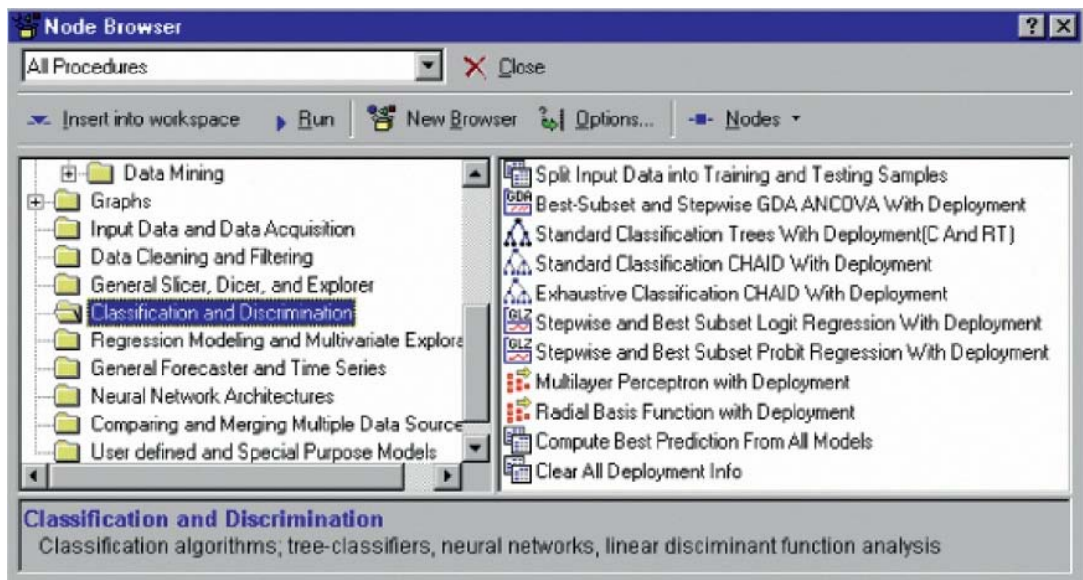 Node Browser
All Procedures
Close
Insert into workspace Run New Browser Options... Nodes
Data Mining
Graphs
Input Data and Data Acquisition
Data Cleaning and Filtering
General Slicer, Dicer, and Explorer
Classification and Discrimination
Regression Modeling and Multivariate Explora
General Forecaster and Time Series
Neural Network Architectures
Comparing and Merging Multiple Data Source
User defined and Special Purpose Models
Split Input Data into Training and Testing Samples
GDA Best-Subset and Stepwise GDA ANCOVA With Deployment
Standard Classification Trees With Deployment(C And RT)
Standard Classification CHAID With Deployment
Exhaustive Classification CHAID With Deployment
GLZ Stepwise and Best Subset Logit Regression With Deployment
GLZ Stepwise and Best Subset Probit Regression With Deployment
Multilayer Perceptron with Deployment
Radial Basis Function with Deployment
Compute Best Prediction From All Models
Clear All Deployment Info
Classification and Discrimination
Classification algorithms; tree-classifiers, neural networks, linear disciminant function analysis